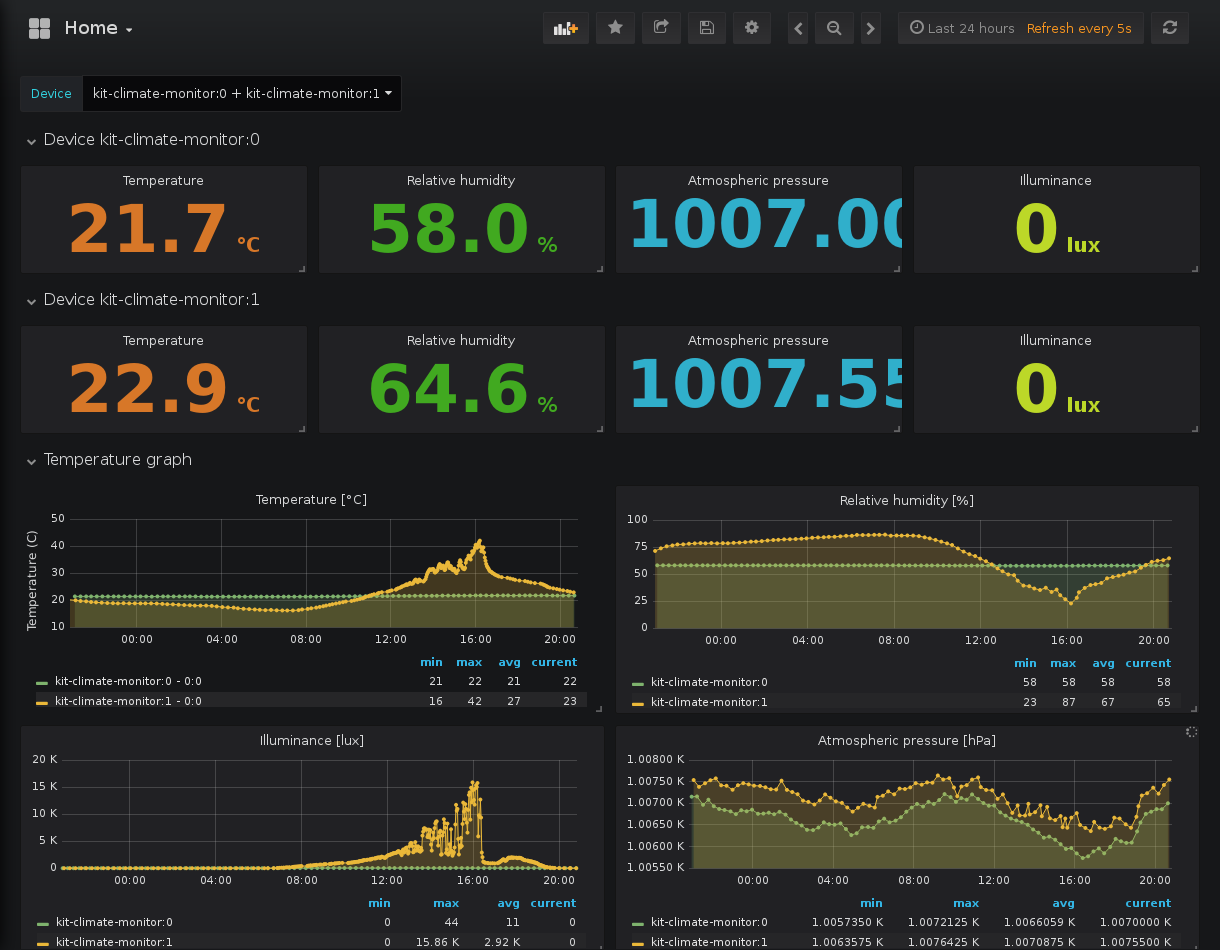 Home
Last 24 hours Refresh every 5s
Device kit-climate-monitor:0 + kit-climate-monitor:1
Device kit-climate-monitor:0
Temperature Relative humidity Atmospheric pressure Illuminance
21.7 °C 58.0 % 1007.00 0 lux
Device kit-climate-monitor:1
Temperature Relative humidity Atmospheric pressure Illuminance
22.9 °C 64.6 % 1007.55 0 lux
Temperature graph
Temperature [°C]
Temperature (C)
50
40
30
20
10
00:00 04:00 08:00 12:00 16:00 20:00
min max avg current
kit-climate-monitor:0 - 0:0 21 22 21 22
kit-climate-monitor:1 - 0:0 16 42 27 23
Relative humidity [%]
100
75
50
25
0
00:00 04:00 08:00 12:00 16:00 20:00
min max avg current
kit-climate-monitor:0 58 58 58 58
kit-climate-monitor:1 23 87 67 65
Illuminance [lux]
20 K
15 K
10 K
5 K
0
00:00 04:00 08:00 12:00 16:00 20:00
min max avg current
kit-climate-monitor:0 0 44 11 0
kit-climate-monitor:1 0 15.86 K 2.92 K 0
Atmospheric pressure [hPa]
1.00800 K
1.00750 K
1.00700 K
1.00650 K
1.00600 K
1.00550 K
00:00 04:00 08:00 12:00 16:00 20:00
min max avg current
kit-climate-monitor:0 1.0057350 K 1.0072125 K 1.0066059 K 1.0070000 K
kit-climate-monitor:1 1.0063575 K 1.0076425 K 1.0070875 K 1.0075500 K